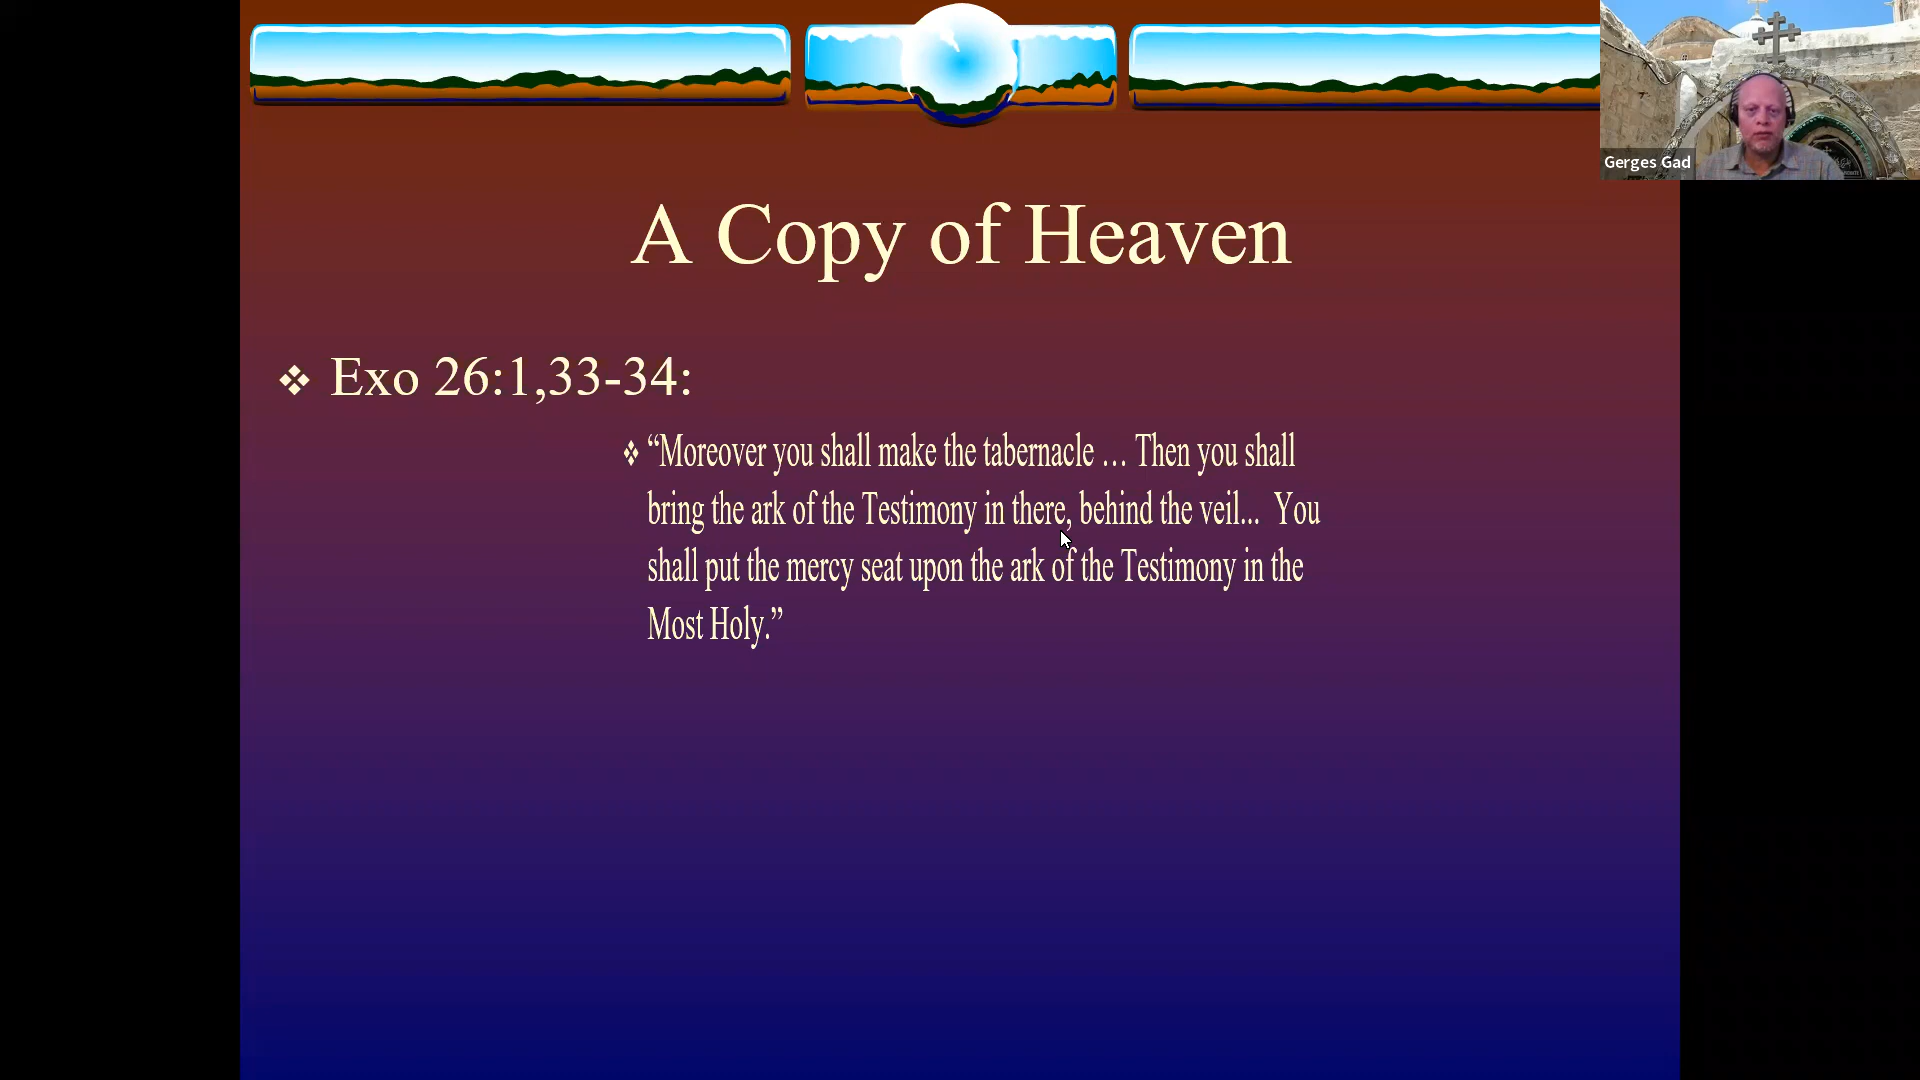 Gerges Gad
A Copy of Heaven
❖ Exo 26:1,33-34:
❖ “Moreover you shall make the tabernacle … Then you shall
bring the ark of the Testimony in there, behind the veil... You
shall put the mercy seat upon the ark of the Testimony in the
Most Holy.”